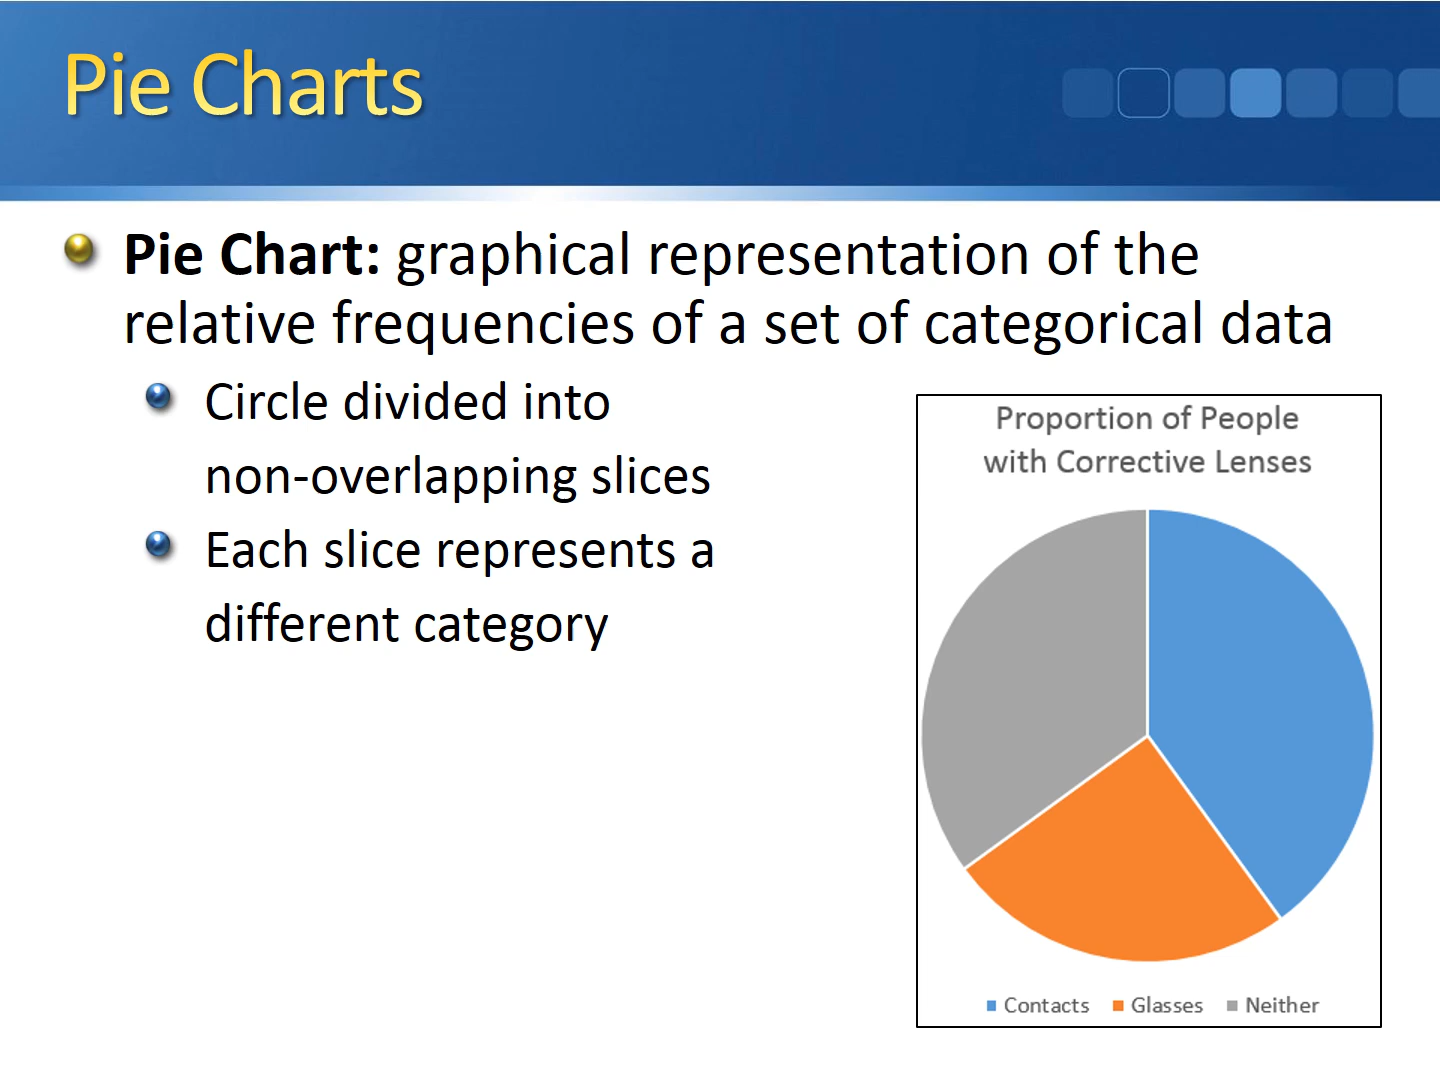 Pie Charts
Pie Chart: graphical representation of the
relative frequencies of a set of categorical data
Circle divided into
non-overlapping slices
Each slice represents a
different category
Proportion of People
with Corrective Lenses
Contacts Glasses Neither